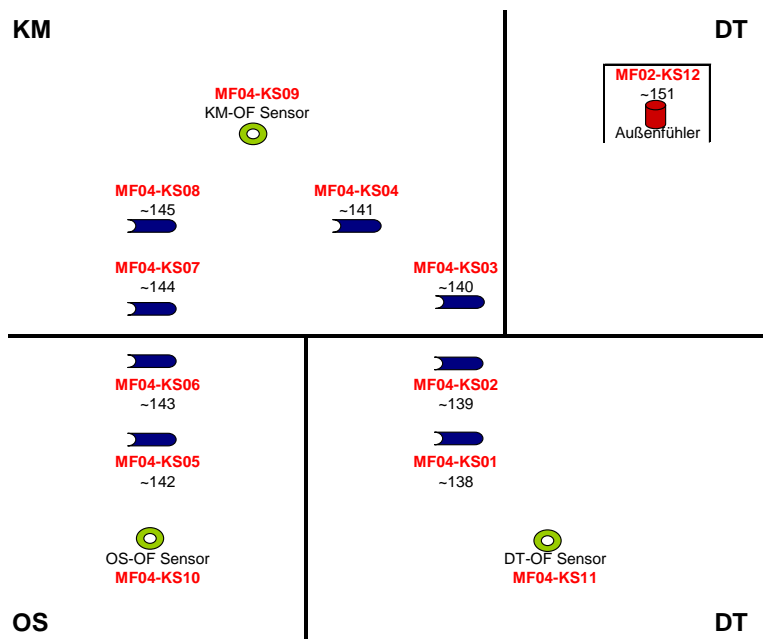 KM
DT
MF04-KS09
KM-OF Sensor
MF02-KS12
~151
Außenfühler
MF04-KS08
~145
MF04-KS04
~141
MF04-KS07
~144
MF04-KS03
~140
MF04-KS06
~143
MF04-KS02
~139
MF04-KS05
~142
MF04-KS01
~138
OS-OF Sensor
MF04-KS10
DT-OF Sensor
MF04-KS11
OS
DT